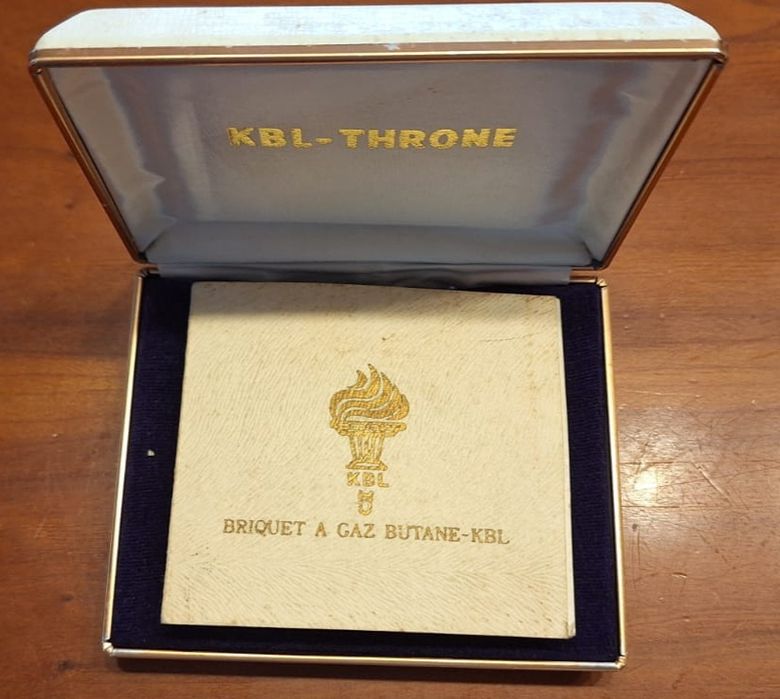 KBL-THRONE
KBL
BRIQUET A GAZ BUTANE-KBL